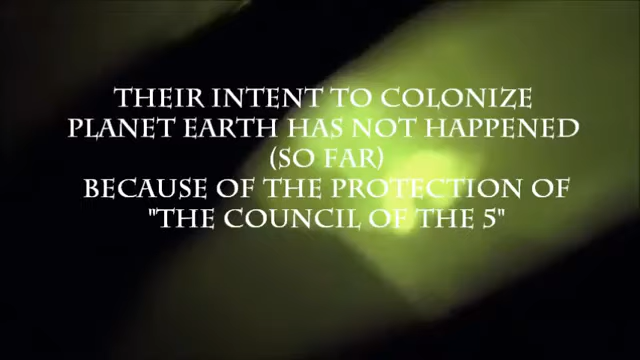 THEIR INTENT TO COLONIZE
PLANET EARTH HAS NOT HAPPENED
(SO FAR)
BECAUSE OF THE PROTECTION OF
"THE COUNCIL OF THE 5"